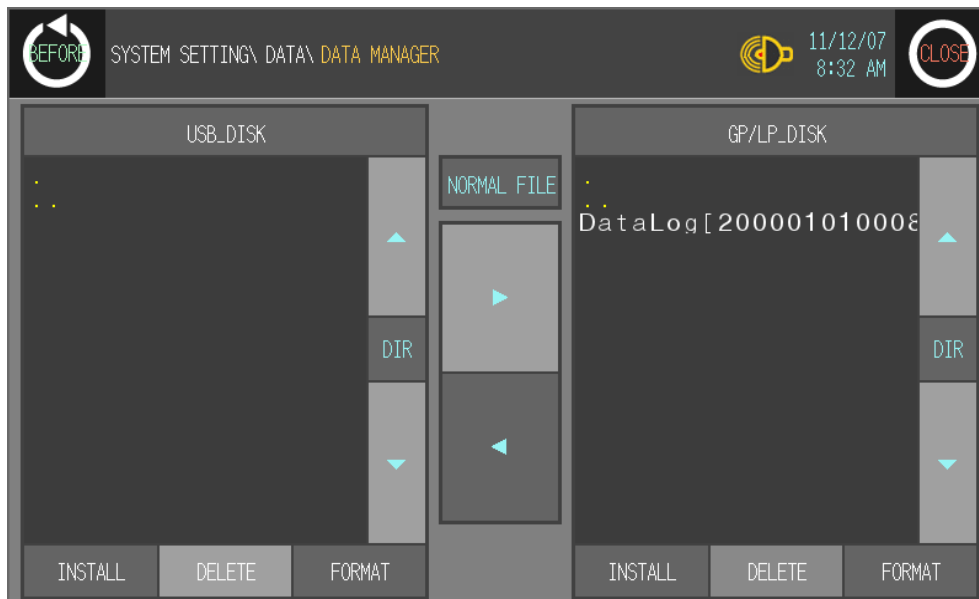 BEFORE
SYSTEM SETTING\ DATA\ DATA MANAGER
11/12/07
8:32 AM
CLOSE
USB_DISK
.
..
DIR
INSTALL DELETE FORMAT
NORMAL FILE
GP/LP_DISK
.
..
DataLog[200001010008
DIR
INSTALL DELETE FORMAT